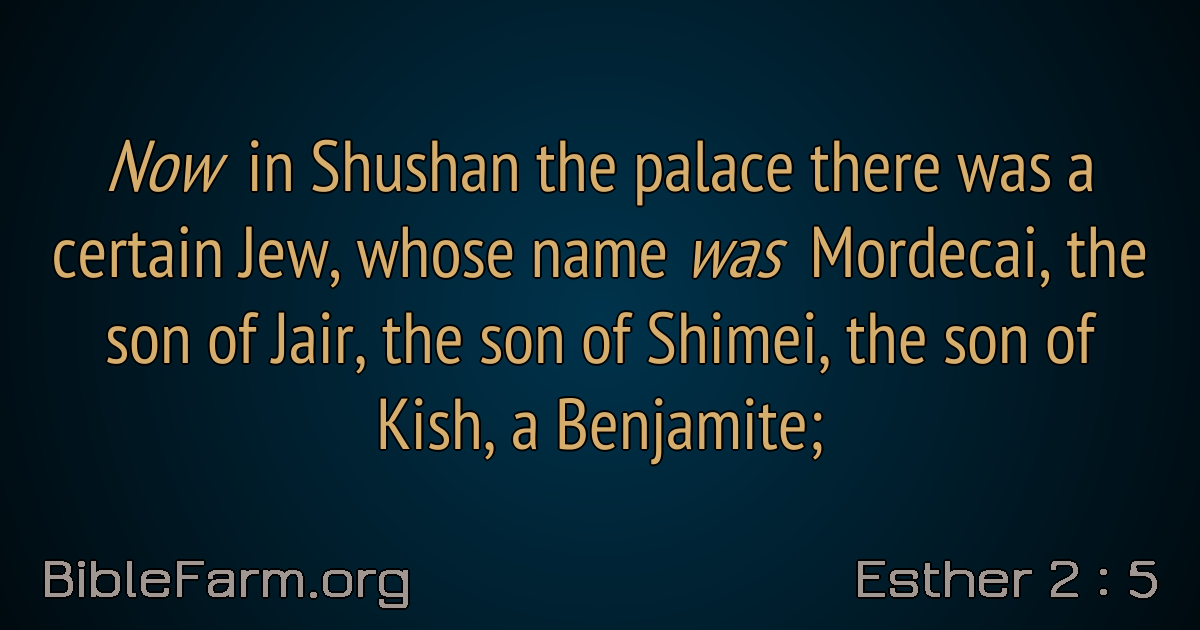 Now in Shushan the palace there was a
certain Jew, whose name was Mordecai, the
son of Jair, the son of Shimei, the son of
Kish, a Benjamite;
BibleFarm.org
Esther 2 : 5